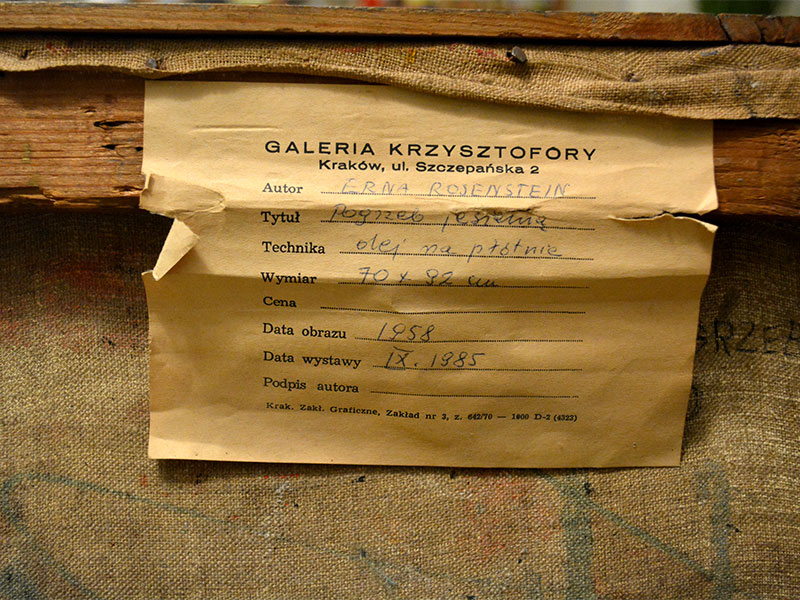 GALERIA KRZYSZTOFORY
Kraków, ul. Szczepańska 2
Autor ERNA ROSENSTEIN
Tytuł Pogrzeb jesienią
Technika olej na płótnie
Wymiar 70 x 92 cm
Cena
Data obrazu 1958
Data wystawy IX. 1985
Podpis autora
Krak. Zakł. Graficzne, Zakład nr 3, z. 642/70 — 1000 D-2 (4323)